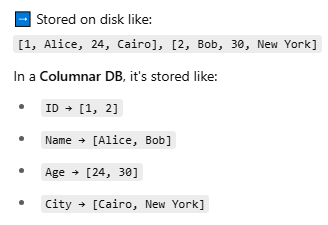 ➡ Stored on disk like:
[1, Alice, 24, Cairo], [2, Bob, 30, New York]
In a Columnar DB, it's stored like:
• ID → [1, 2]
• Name → [Alice, Bob]
• Age → [24, 30]
• City → [Cairo, New York]